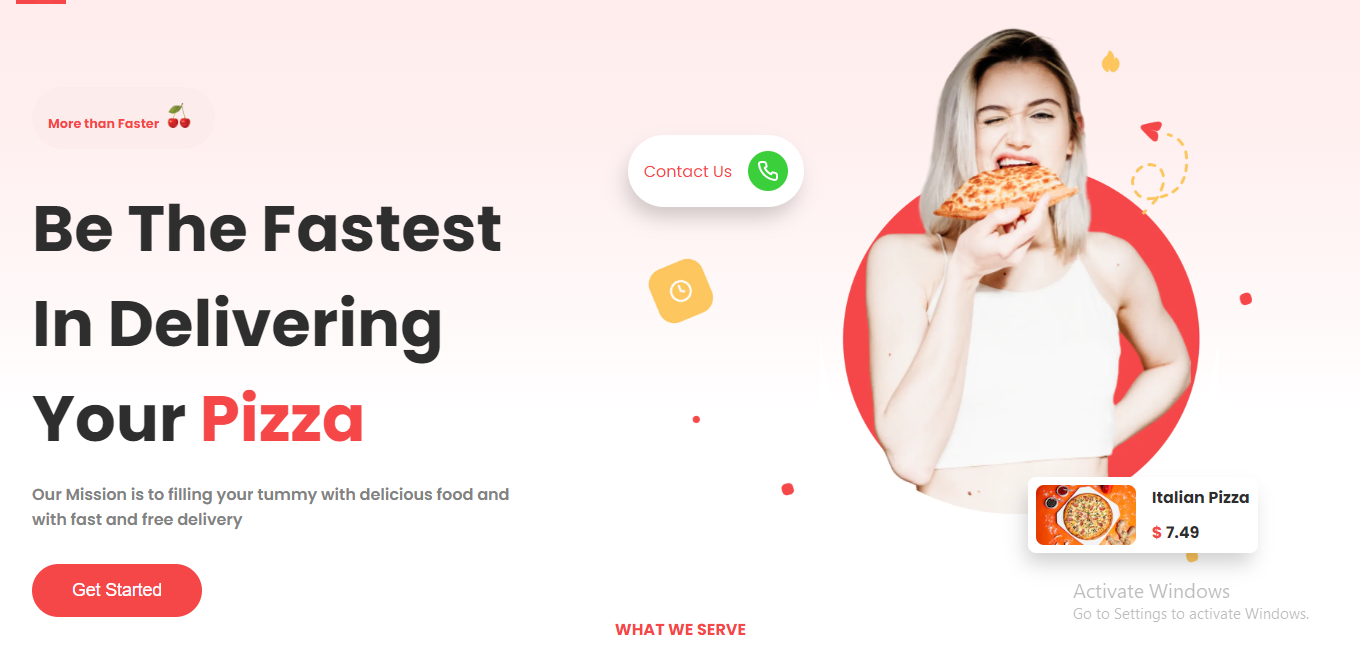 More than Faster
Contact Us
Be The Fastest
In Delivering
Your Pizza
Our Mission is to filling your tummy with delicious food and
with fast and free delivery
Get Started
Italian Pizza
$ 7.49
Activate Windows
Go to Settings to activate Windows.
WHAT WE SERVE